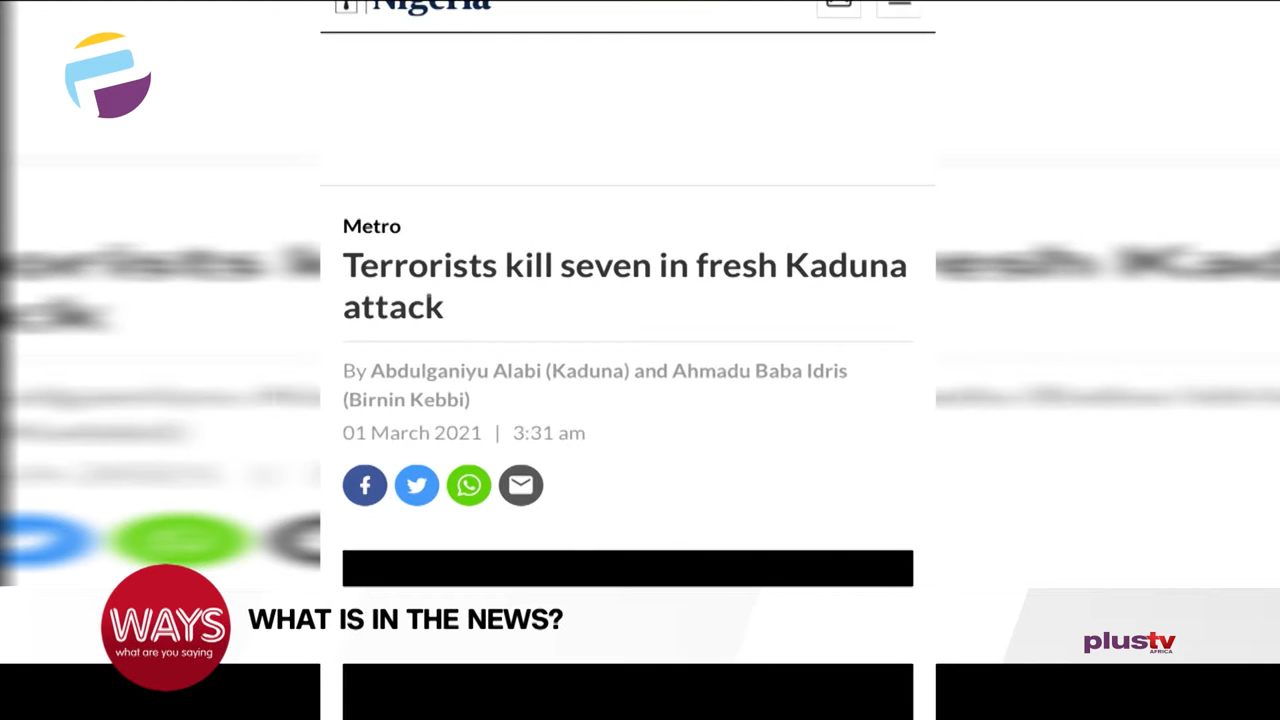 Nigeria
Metro
Terrorists kill seven in fresh Kaduna
attack
By Abdulganiyu Alabi (Kaduna) and Ahmadu Baba Idris
(Birnin Kebbi)
01 March 2021 | 3:31 am
WAYS
what are you saying
WHAT IS IN THE NEWS?
plustv
AFRICA